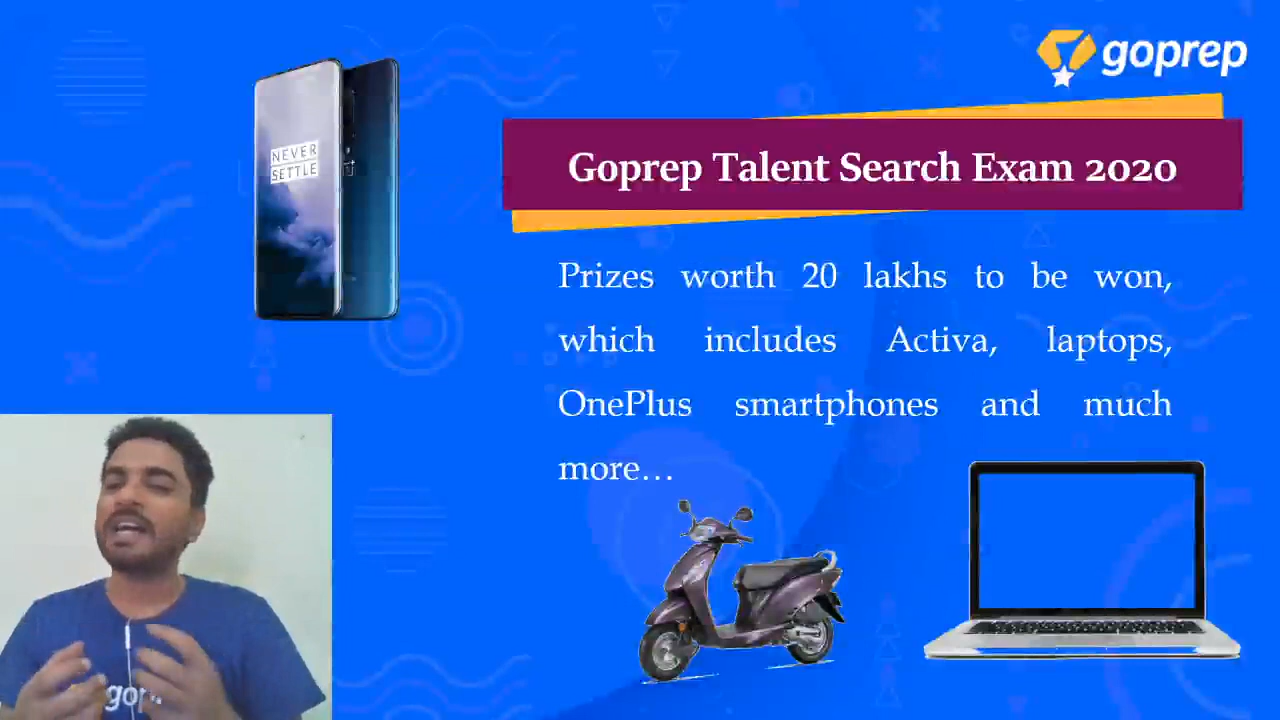 goprep
NEVER
SETTLE
Goprep Talent Search Exam 2020
Prizes worth 20 lakhs to be won,
which includes Activa, laptops,
OnePlus smartphones and much
more…